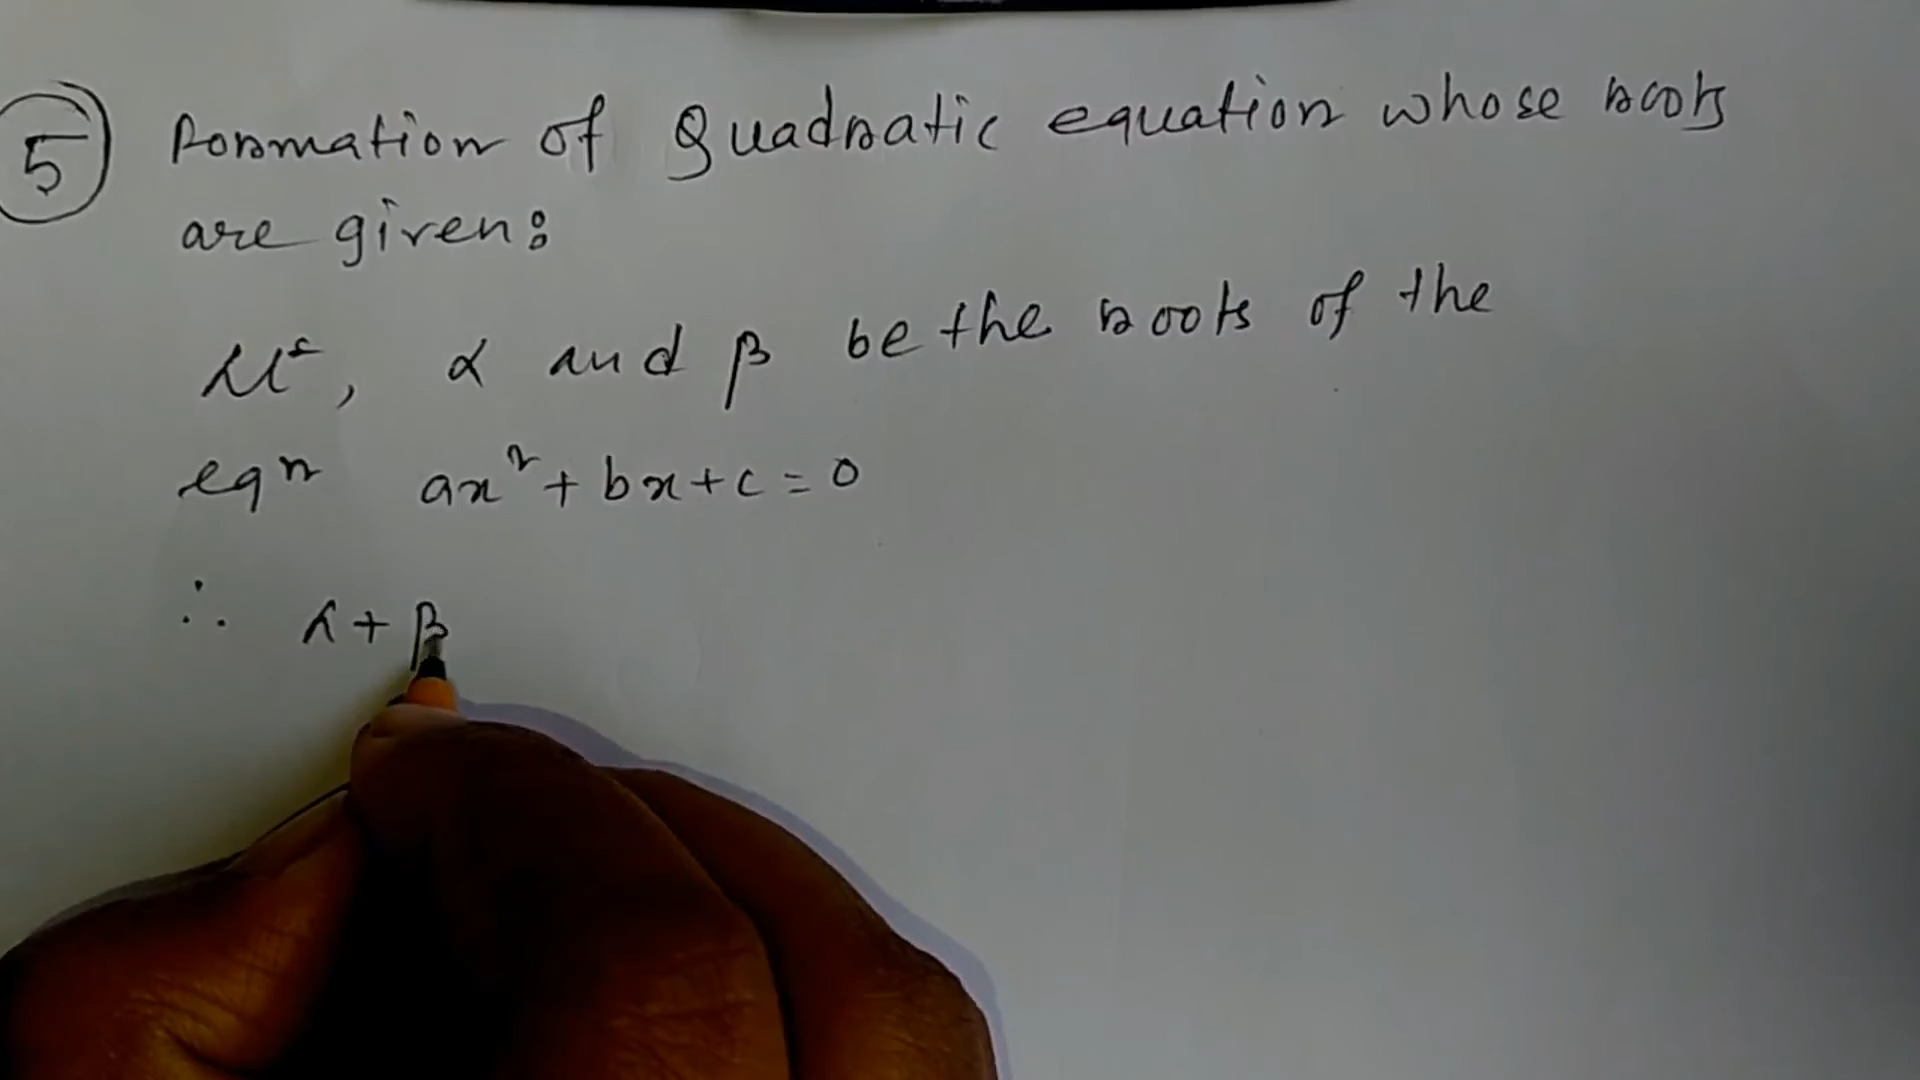 5 Formation of Quadratic equation whose roots
are given:
Let, α and β be the roots of the
eqn ax² + bx + c = 0
∴ α + β